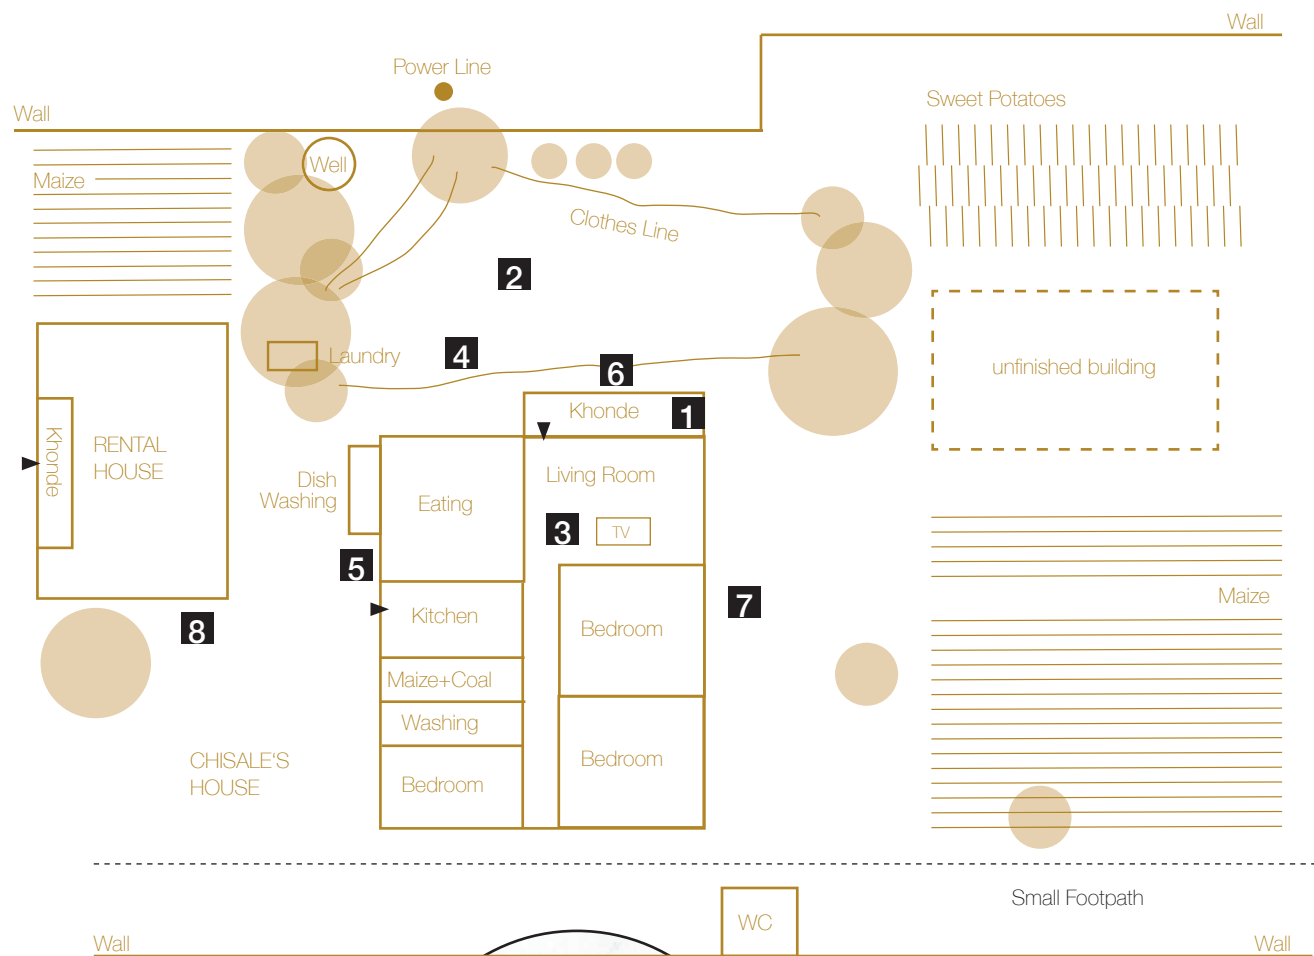 Wall
Power Line
Sweet Potatoes
Wall
Well
Maize
Clothes Line
2
4
Laundry
6
unfinished building
Khonde
1
Khonde
RENTAL
HOUSE
Dish
Washing
Eating
Living Room
3
TV
5
Kitchen
Bedroom
7
Maize
8
Maize+Coal
Washing
CHISALE'S
HOUSE
Bedroom
Bedroom
Small Footpath
WC
Wall
Wall